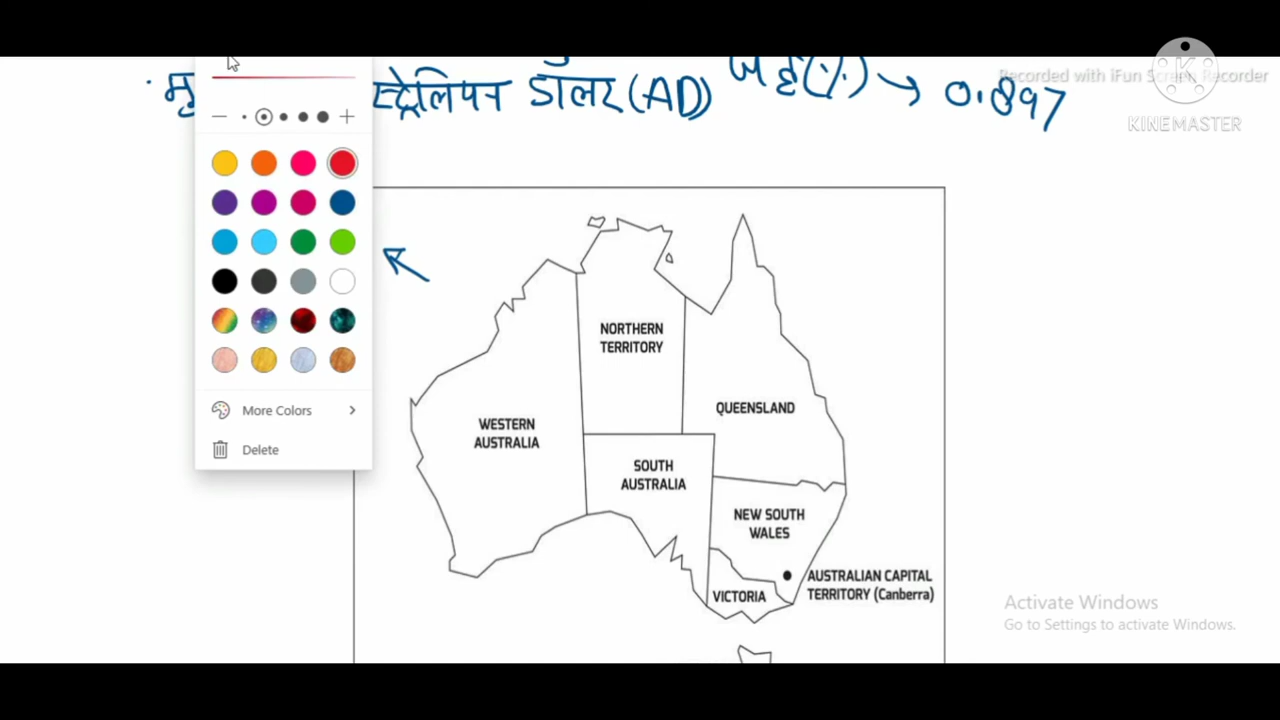 Recorded with iFun Screen Recorder
KINEMASTER
डॉलर (AD)
(%) → 0.897
NORTHERN
TERRITORY
QUEENSLAND
WESTERN
AUSTRALIA
SOUTH
AUSTRALIA
NEW SOUTH
WALES
AUSTRALIAN CAPITAL
TERRITORY (Canberra)
VICTORIA
More Colors
Delete
Activate Windows
Go to Settings to activate Windows.